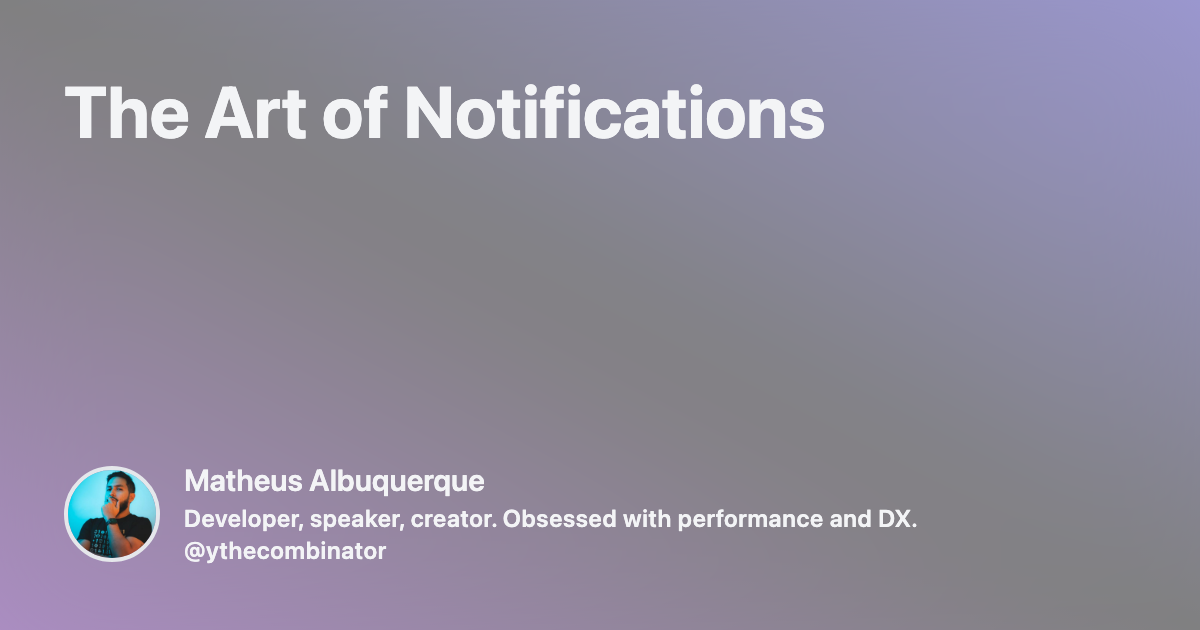 The Art of Notifications
Matheus Albuquerque
Developer, speaker, creator. Obsessed with performance and DX.
@ythecombinator